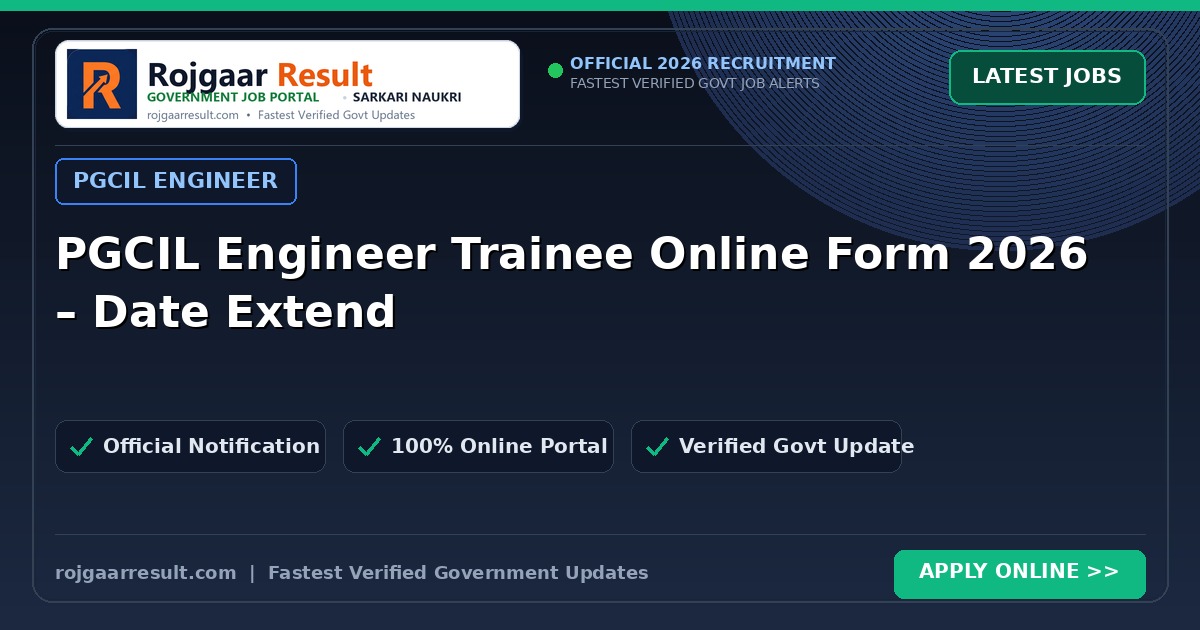 Rojgaar Result
GOVERNMENT JOB PORTAL • SARKARI NAUKRI
rojgaarresult.com • Fastest Verified Govt Updates
OFFICIAL 2026 RECRUITMENT
FASTEST VERIFIED GOVT JOB ALERTS
LATEST JOBS
PGCIL ENGINEER
PGCIL Engineer Trainee Online Form 2026
– Date Extend
Official Notification
100% Online Portal
Verified Govt Update
rojgaarresult.com | Fastest Verified Government Updates
APPLY ONLINE >>